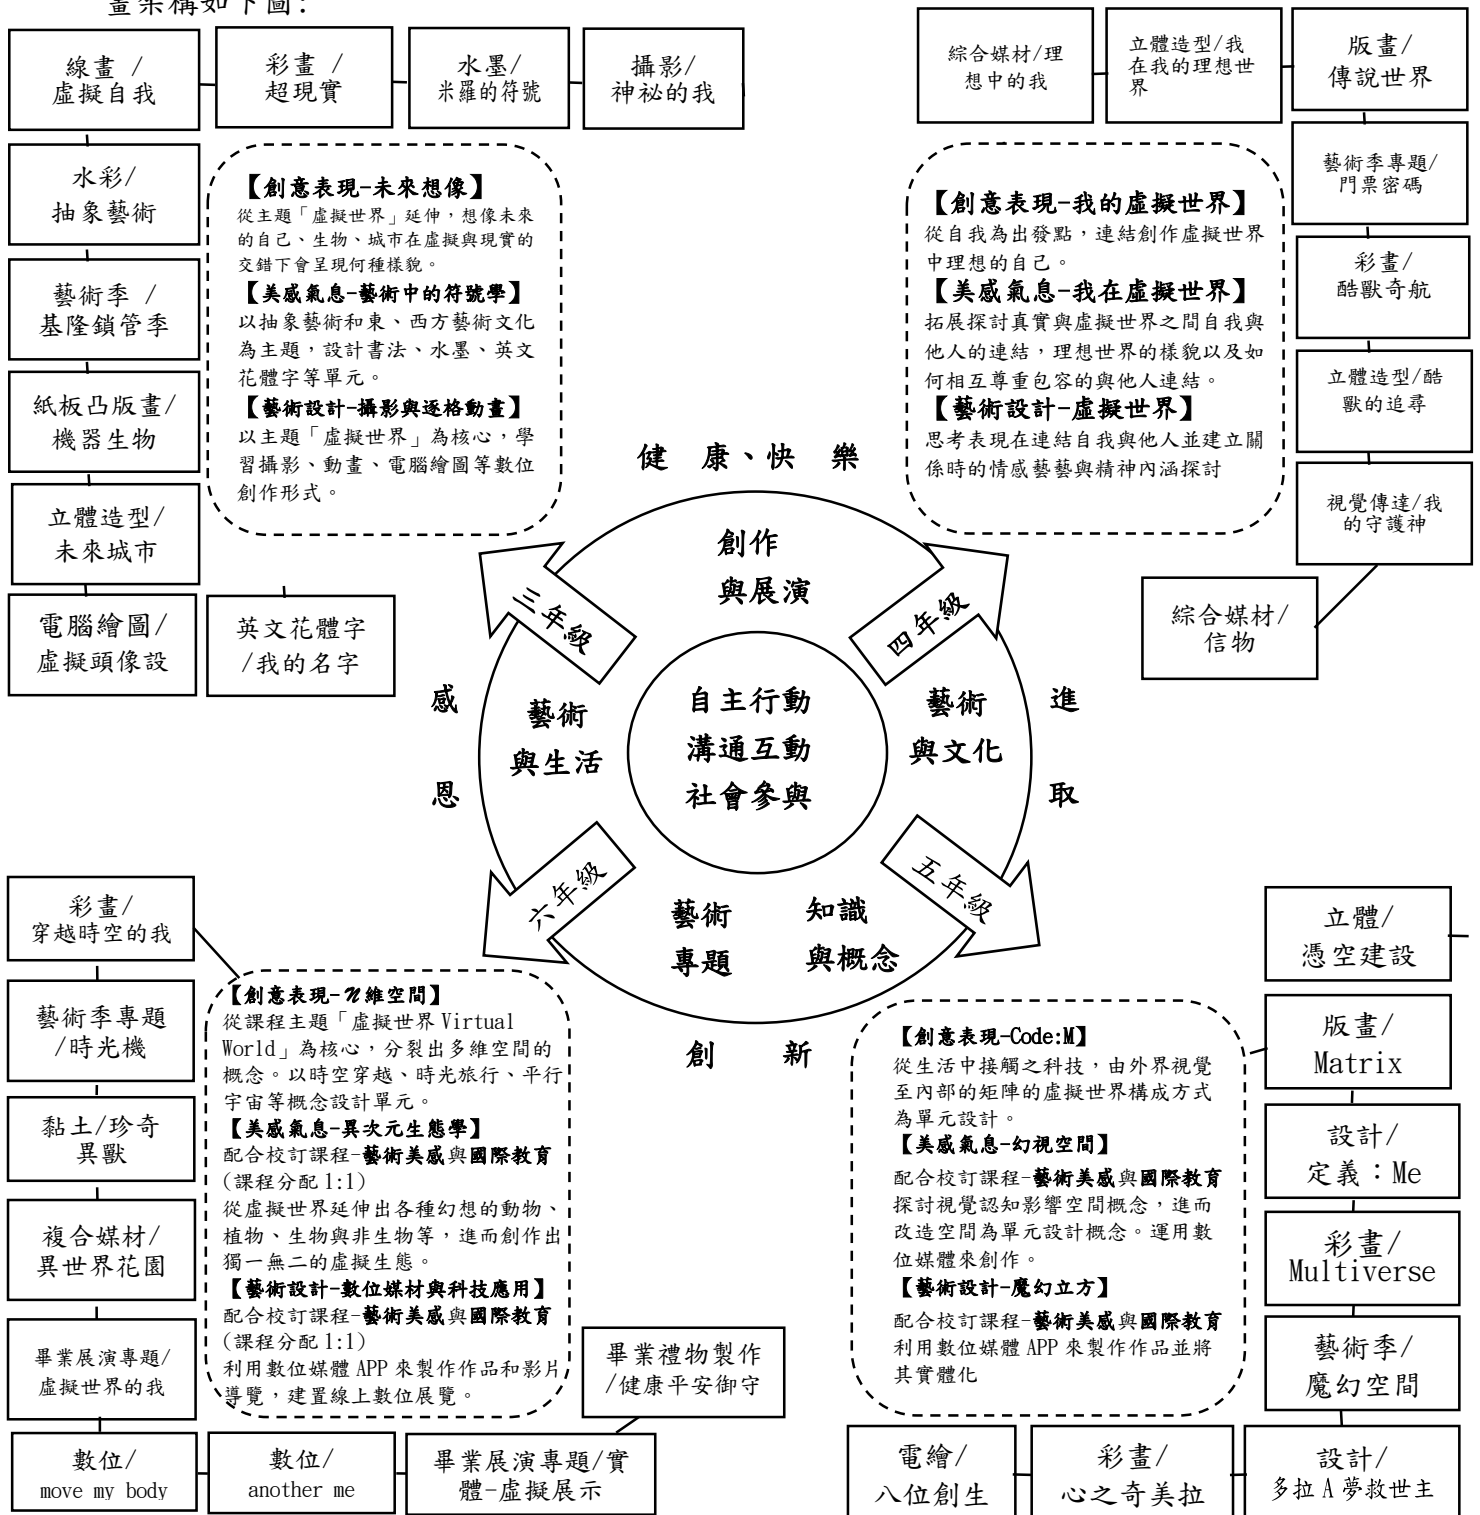 畫架構如下圖:
線畫 /
虛擬自我
彩畫 /
超現實
水墨/
米羅的符號
攝影/
神祕的我
水彩/
抽象藝術
藝術季 /
基隆鎖管季
紙板凸版畫/
機器生物
立體造型/
未來城市
電腦繪圖/
虛擬頭像設
英文花體字
/我的名字
【創意表現-未來想像】
從主題「虛擬世界」延伸，想像未來
的自己、生物、城市在虛擬與現實的
交錯下會呈現何種樣貌。
【美感氣息-藝術中的符號學】
以抽象藝術和東、西方藝術文化
為主題，設計書法、水墨、英文
花體字等單元。
【藝術設計-攝影與逐格動畫】
以主題「虛擬世界」為核心，學
習攝影、動畫、電腦繪圖等數位
創作形式。
綜合媒材/理
想中的我
立體造型/我
在我的理想世
界
版畫/
傳說世界
藝術季專題/
門票密碼
彩畫/
酷獸奇航
立體造型/酷
獸的追尋
視覺傳達/我
的守護神
綜合媒材/
信物
【創意表現-我的虛擬世界】
從自我為出發點，連結創作虛擬世界
中理想的自己。
【美感氣息-我在虛擬世界】
拓展探討真實與虛擬世界之間自我與
他人的連結，理想世界的樣貌以及如
何相互尊重包容的與他人連結。
【藝術設計-虛擬世界】
思考表現在連結自我與他人並建立關
係時的情感藝藝與精神內涵探討
健 康、快 樂
創作
與展演
三年級
四年級
感
恩
藝術
與生活
自主行動
溝通互動
社會參與
藝術
與文化
進
取
六年級
五年級
藝術
專題
知識
與概念
創 新
彩畫/
穿越時空的我
藝術季專題
/時光機
黏土/珍奇
異獸
複合媒材/
異世界花園
畢業展演專題/
虛擬世界的我
數位/
move my body
數位/
another me
畢業展演專題/實
體-虛擬展示
畢業禮物製作
/健康平安御守
【創意表現-N維空間】
從課程主題「虛擬世界 Virtual
World」為核心，分裂出多維空間的
概念。以時空穿越、時光旅行、平行
宇宙等概念設計單元。
【美感氣息-異次元生態學】
配合校訂課程-藝術美感與國際教育
(課程分配 1:1)
從虛擬世界延伸出各種幻想的動物、
植物、生物與非生物等，進而創作出
獨一無二的虛擬生態。
【藝術設計-數位媒材與科技應用】
配合校訂課程-藝術美感與國際教育
(課程分配 1:1)
利用數位媒體 APP 來製作作品和影片
導覽，建置線上數位展覽。
立體/
憑空建設
版畫/
Matrix
設計/
定義：Me
彩畫/
Multiverse
藝術季/
魔幻空間
設計/
多拉 A 夢救世主
彩畫/
心之奇美拉
電繪/
八位創生
【創意表現-Code:M】
從生活中接觸之科技，由外界視覺
至內部的矩陣的虛擬世界構成方式
為單元設計。
【美感氣息-幻視空間】
配合校訂課程-藝術美感與國際教育
探討視覺認知影響空間概念，進而
改造空間為單元設計概念。運用數
位媒體來創作。
【藝術設計-魔幻立方】
配合校訂課程-藝術美感與國際教育
利用數位媒體 APP 來製作作品並將
其實體化